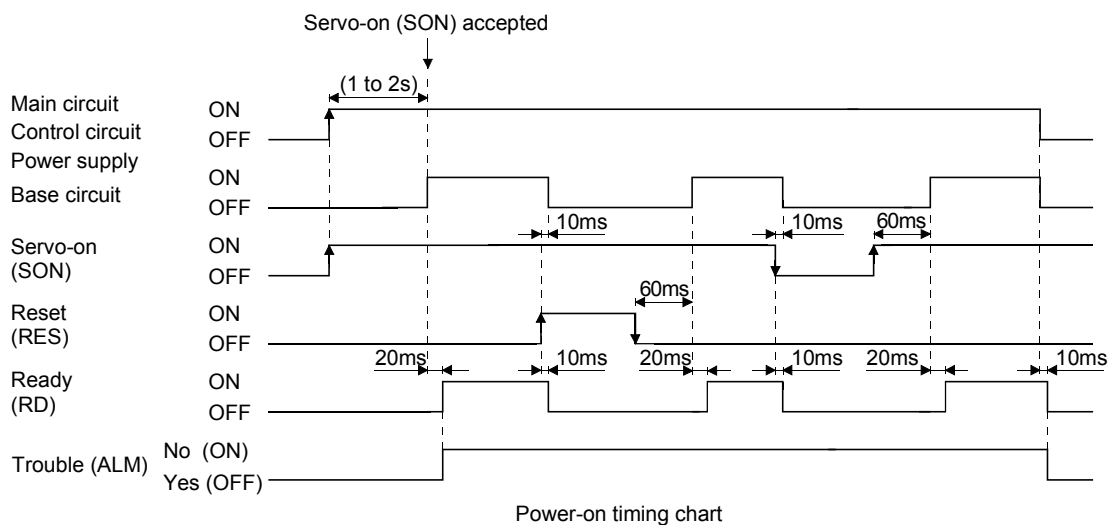 Servo-on (SON) accepted
(1 to 2s)
Main circuit
Control circuit
Power supply
ON
OFF
Base circuit
ON
OFF
10ms
10ms
60ms
Servo-on
(SON)
ON
OFF
60ms
Reset
(RES)
ON
OFF
20ms
10ms
20ms
10ms
20ms
10ms
Ready
(RD)
ON
OFF
Trouble (ALM)
No (ON)
Yes (OFF)
Power-on timing chart